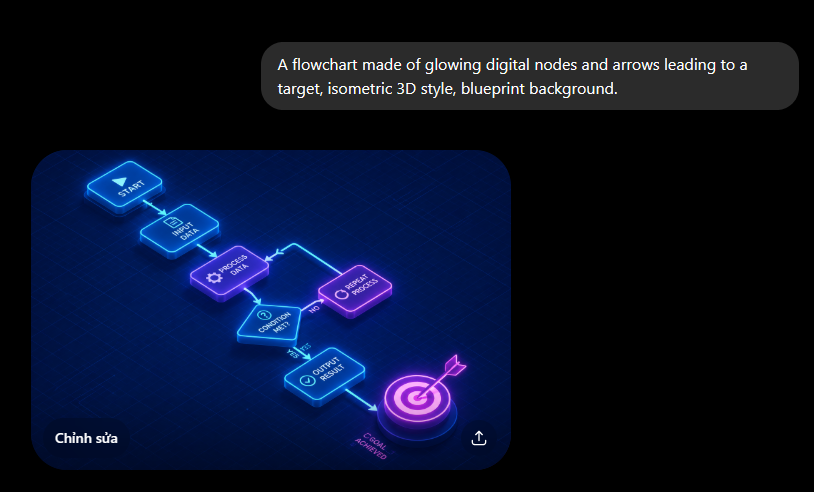 A flowchart made of glowing digital nodes and arrows leading to a
target, isometric 3D style, blueprint background.
START
INPUT
DATA
PROCESS
DATA
REPEAT
PROCESS
NO
CONDITION
MET?
YES YES
OUTPUT
RESULT
GOAL
ACHIEVED
Chỉnh sửa